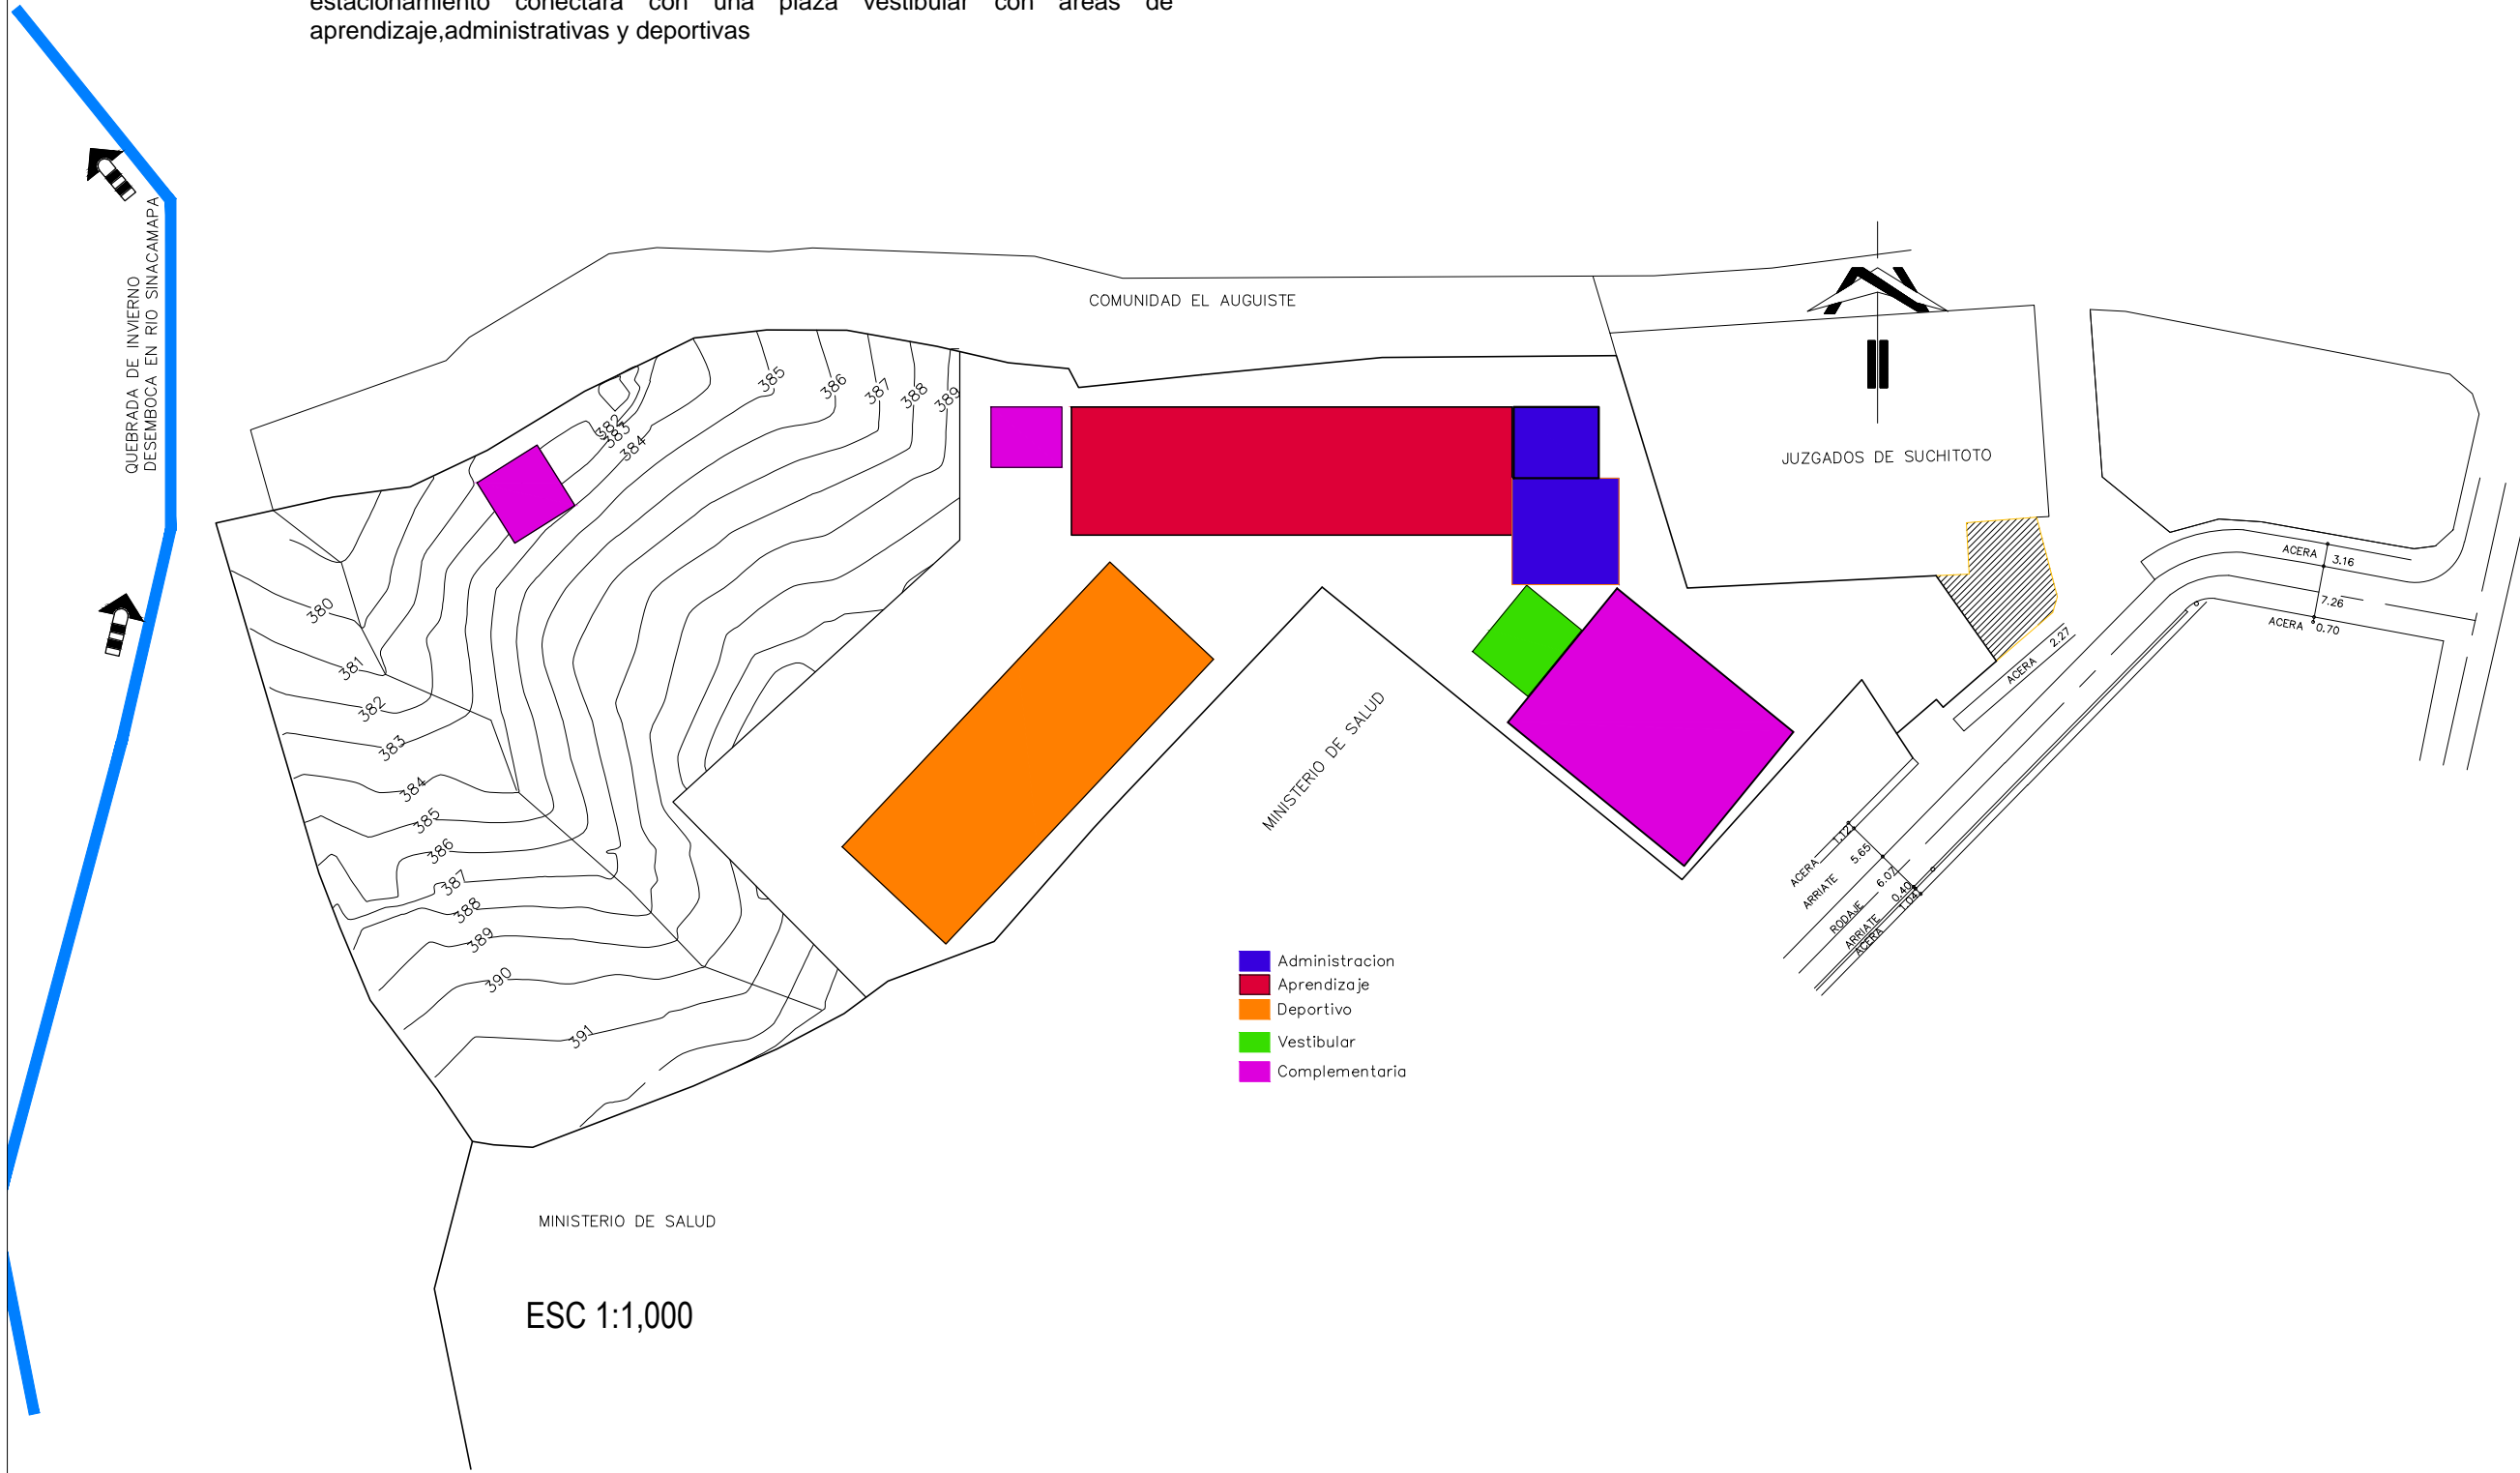 estacionamiento conectara con una plaza vestibular con areas de
aprendizaje,administrativas y deportivas
QUEBRADA DE INVIERNO
DESEMBOCA EN RIO SINACAMAPA
COMUNIDAD EL AUGUISTE
JUZGADOS DE SUCHITOTO
385
386
387
388
389
382
383
384
380
381
382
383
384
385
386
387
388
389
390
391
MINISTERIO DE SALUD
ACERA
3.16
7.26
ACERA
0.70
ACERA 2.27
ACERA 1.12
ARRIATE 5.65
RODAJE 6.07
ARRIATE 0.40
ACERA 1.04
Administracion
Aprendizaje
Deportivo
Vestibular
Complementaria
MINISTERIO DE SALUD
ESC 1:1,000